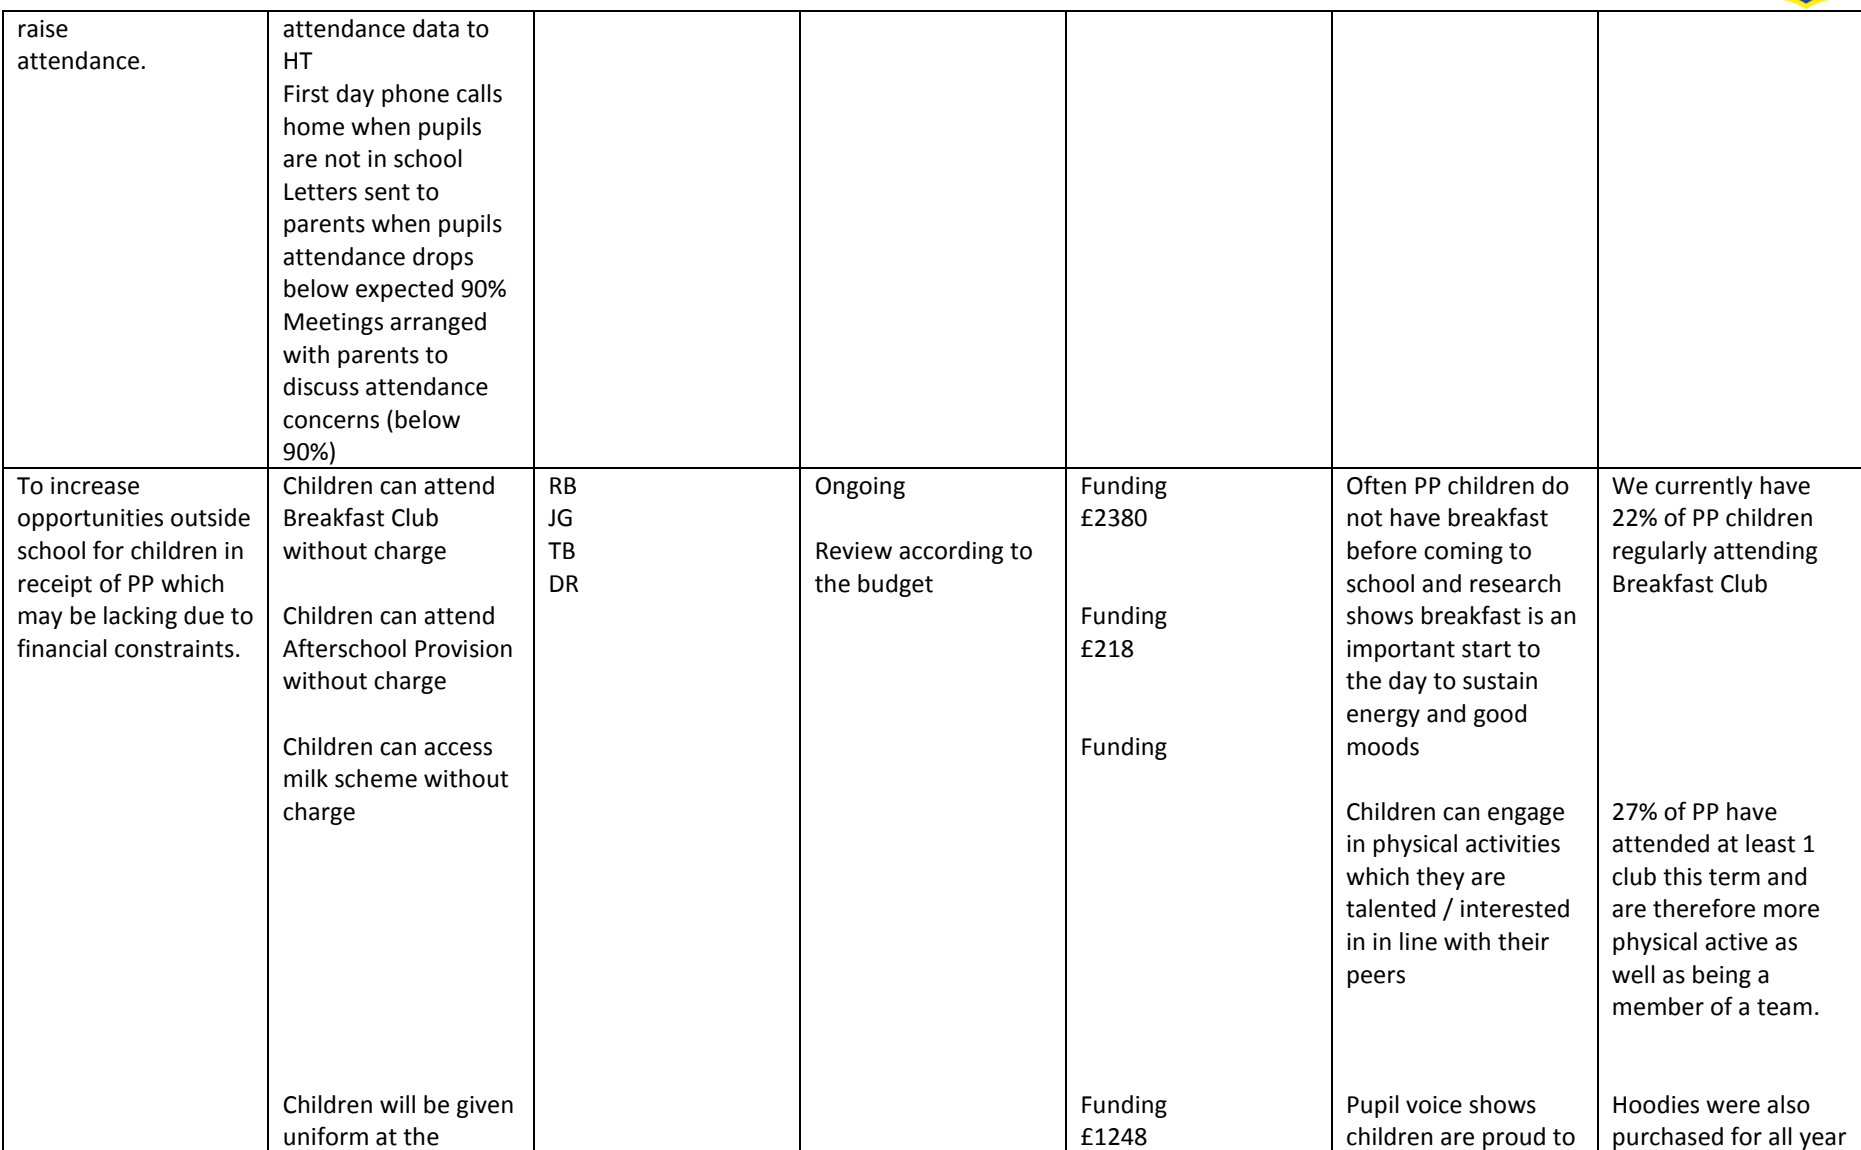 raise
attendance.
attendance data to
HT
First day phone calls
home when pupils
are not in school
Letters sent to
parents when pupils
attendance drops
below expected 90%
Meetings arranged
with parents to
discuss attendance
concerns (below
90%)
To increase
opportunities outside
school for children in
receipt of PP which
may be lacking due to
financial constraints.
Children can attend
Breakfast Club
without charge
Children can attend
Afterschool Provision
without charge
Children can access
milk scheme without
charge
Children will be given
uniform at the
RB
JG
TB
DR
Ongoing
Review according to
the budget
Funding
£2380
Funding
£218
Funding
Funding
£1248
Often PP children do
not have breakfast
before coming to
school and research
shows breakfast is an
important start to
the day to sustain
energy and good
moods
Children can engage
in physical activities
which they are
talented / interested
in in line with their
peers
Pupil voice shows
children are proud to
We currently have
22% of PP children
regularly attending
Breakfast Club
27% of PP have
attended at least 1
club this term and
are therefore more
physical active as
well as being a
member of a team.
Hoodies were also
purchased for all year